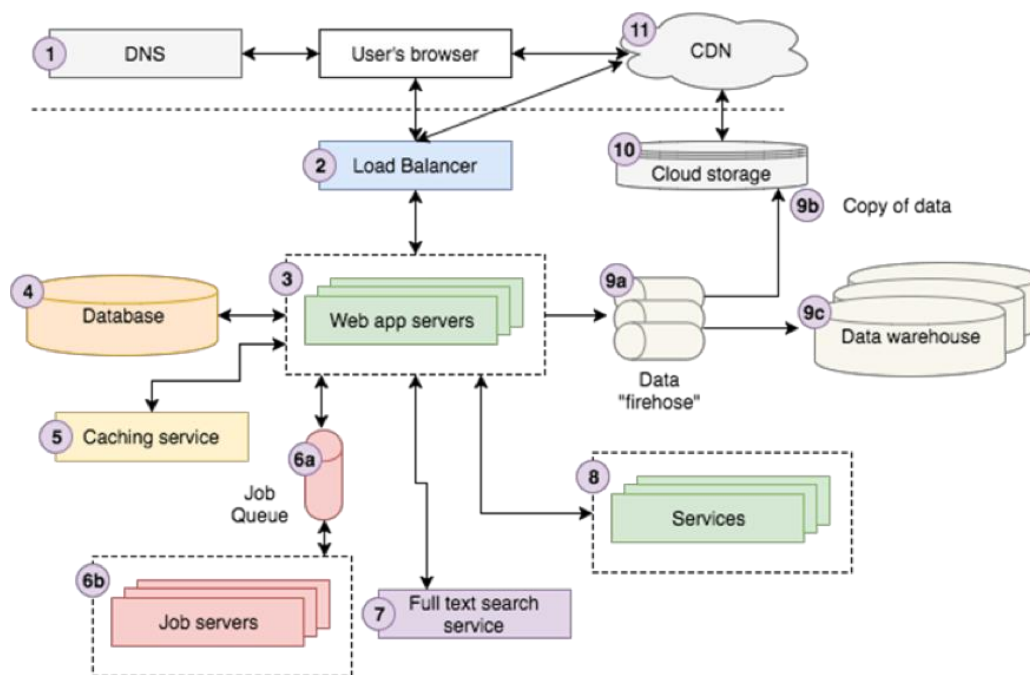 1
DNS
User's browser
11
CDN
2
Load Balancer
10
Cloud storage
9b
Copy of data
4
Database
3
Web app servers
9a
Data
"firehose"
9c
Data warehouse
5
Caching service
6a
Job
Queue
8
Services
6b
Job servers
7
Full text search
service